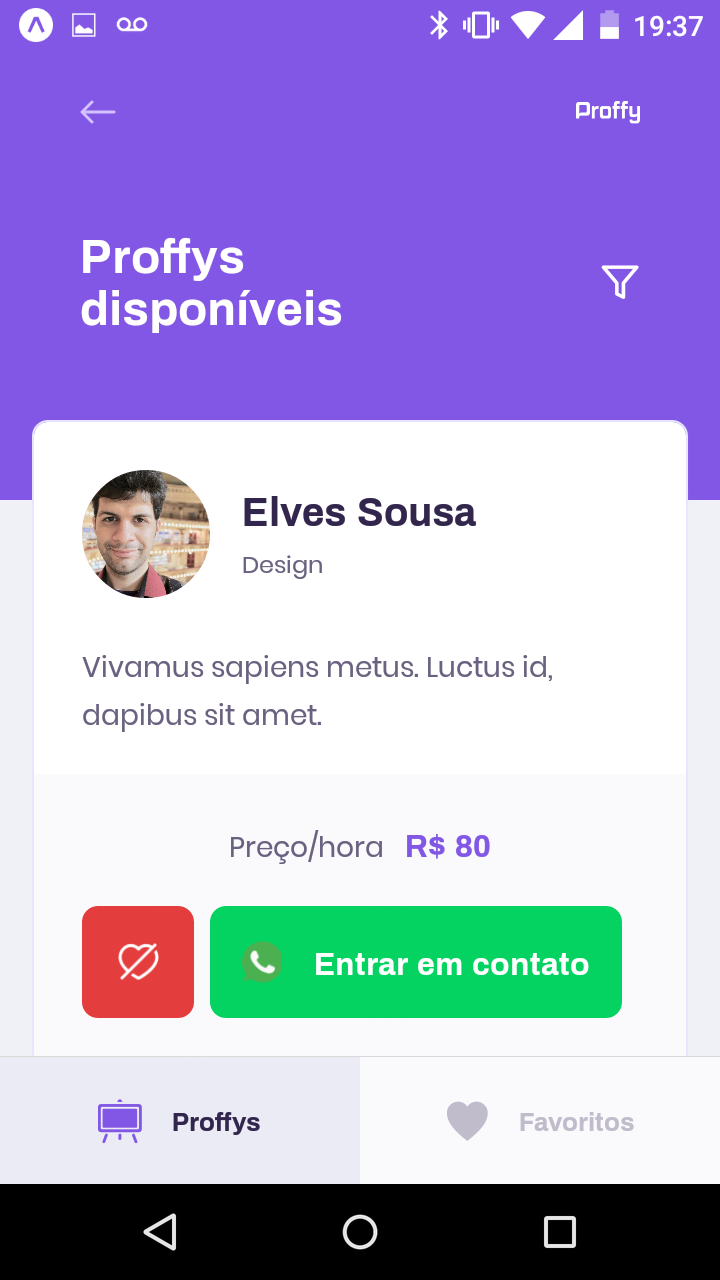 19:37
Proffy
Proffys
disponíveis
Elves Sousa
Design
Vivamus sapiens metus. Luctus id,
dapibus sit amet.
Preço/hora R$ 80
Entrar em contato
Proffys Favoritos